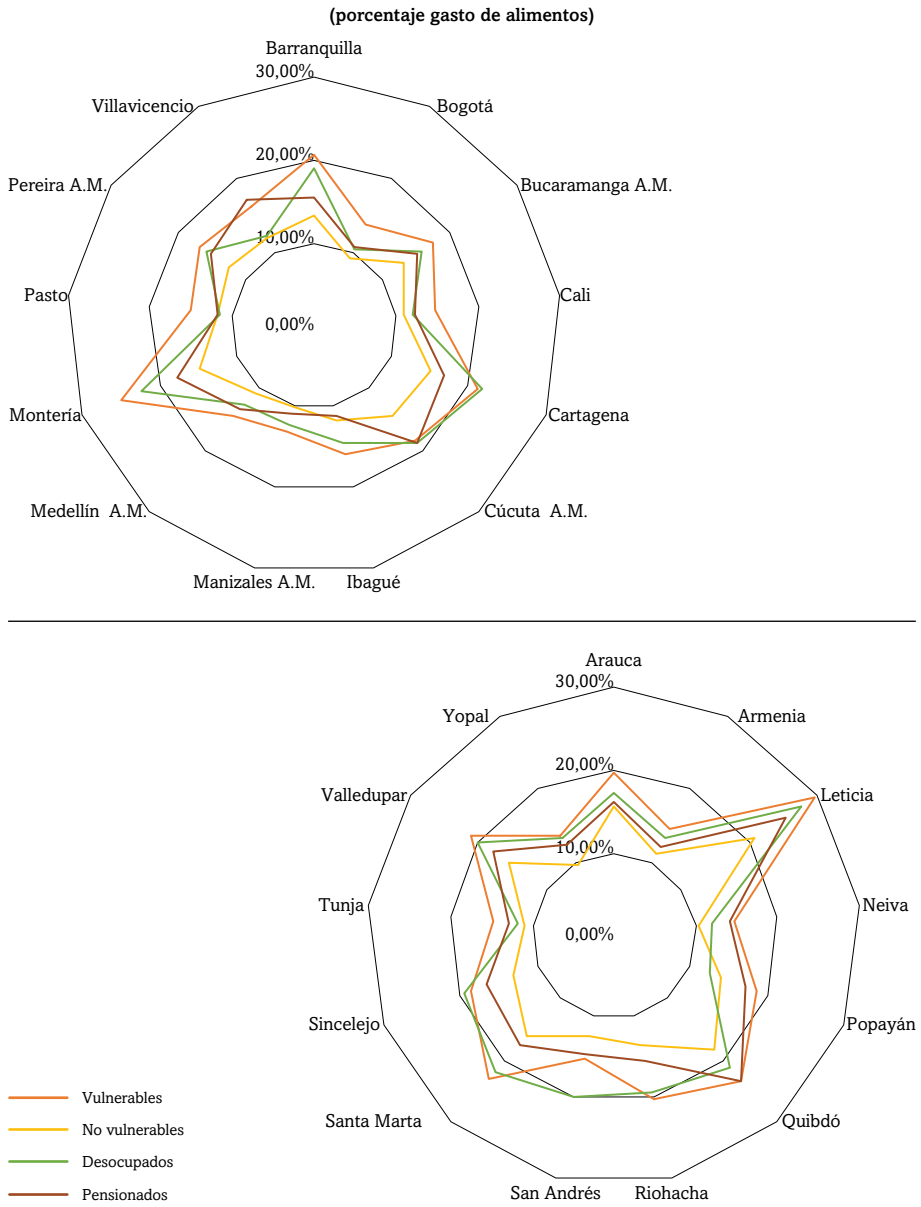 (porcentaje gasto de alimentos)
Barranquilla
30,00%
Villavicencio
Bogotá
20,00%
Pereira A.M.
Bucaramanga A.M.
10,00%
Pasto
0,00%
Cali
Montería
Cartagena
Medellín A.M.
Cúcuta A.M.
Manizales A.M.
Ibagué
Arauca
30,00%
Yopal
Armenia
20,00%
Valledupar
Leticia
10,00%
Tunja
Neiva
0,00%
Sincelejo
Popayán
Santa Marta
Quibdó
San Andrés
Riohacha
Vulnerables
No vulnerables
Desocupados
Pensionados